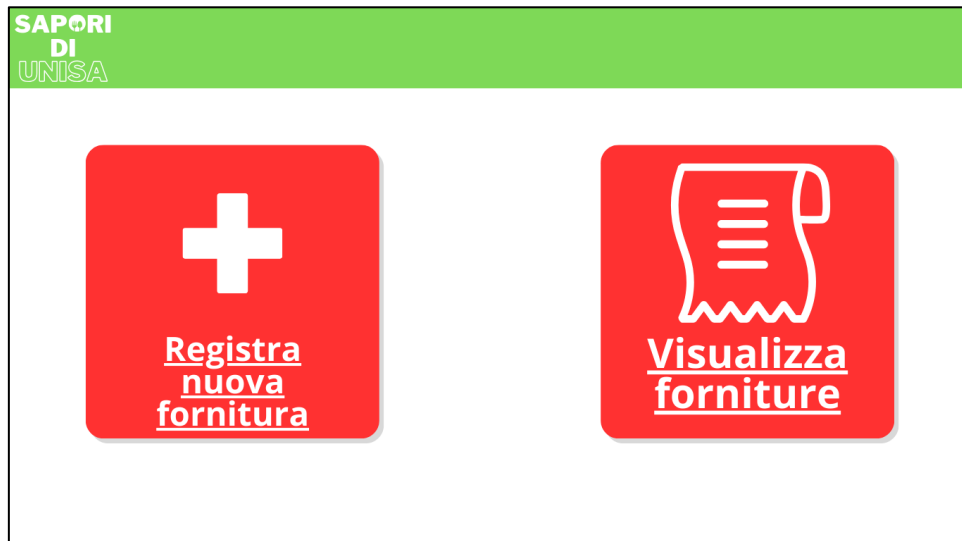 SAPORI
DI
UNISA
Registra
nuova
fornitura
Visualizza
forniture